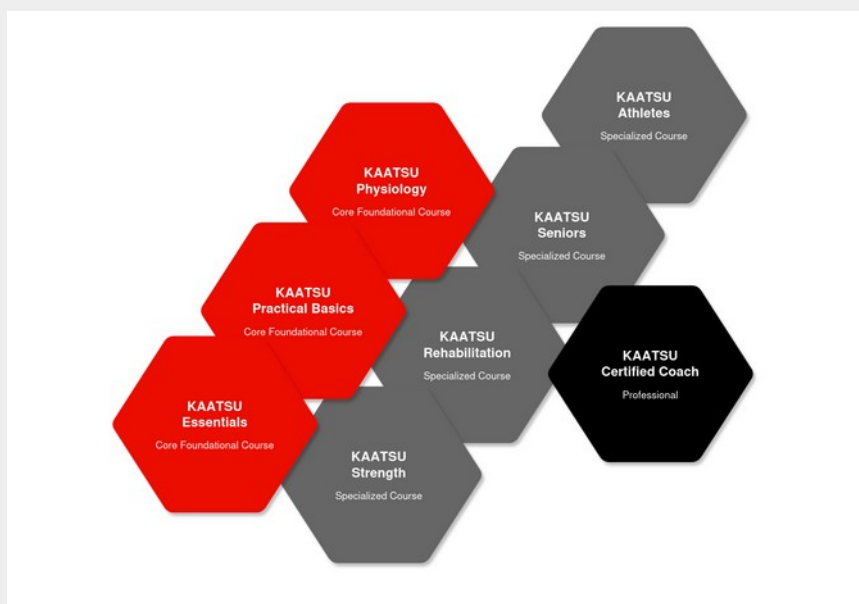 KAATSU
Athletes
Specialized Course
KAATSU
Physiology
Core Foundational Course
KAATSU
Seniors
Specialized Course
KAATSU
Practical Basics
Core Foundational Course
KAATSU
Rehabilitation
Specialized Course
KAATSU
Certified Coach
Professional
KAATSU
Essentials
Core Foundational Course
KAATSU
Strength
Specialized Course